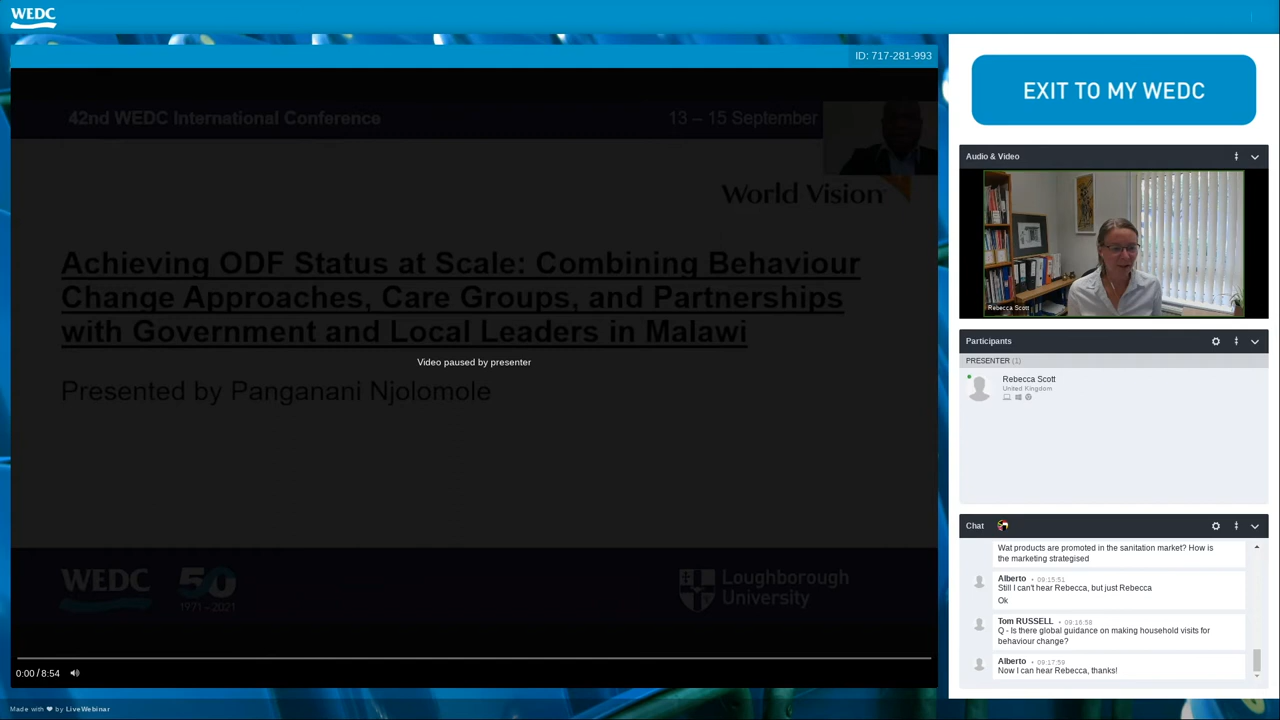 WEDC
ID: 717-281-993
42nd WEDC International Conference
13 – 15 September
World Vision
Achieving ODF Status at Scale: Combining Behaviour
Change Approaches, Care Groups, and Partnerships
with Government and Local Leaders in Malawi
Video paused by presenter
Presented by Panganani Njolomole
WEDC
50
1971 – 2021
Loughborough
University
0:00 / 8:54
Made with ❤ by LiveWebinar
EXIT TO MY WEDC
Audio & Video
Rebecca Scott
Participants
PRESENTER (1)
Rebecca Scott
United Kingdom
Chat
Wat products are promoted in the sanitation market? How is
the marketing strategised
Alberto • 09:15:51
Still I can't hear Rebecca, but just Rebecca
Ok
Tom RUSSELL • 09:16:58
Q - Is there global guidance on making household visits for
behaviour change?
Alberto • 09:17:59
Now I can hear Rebecca, thanks!